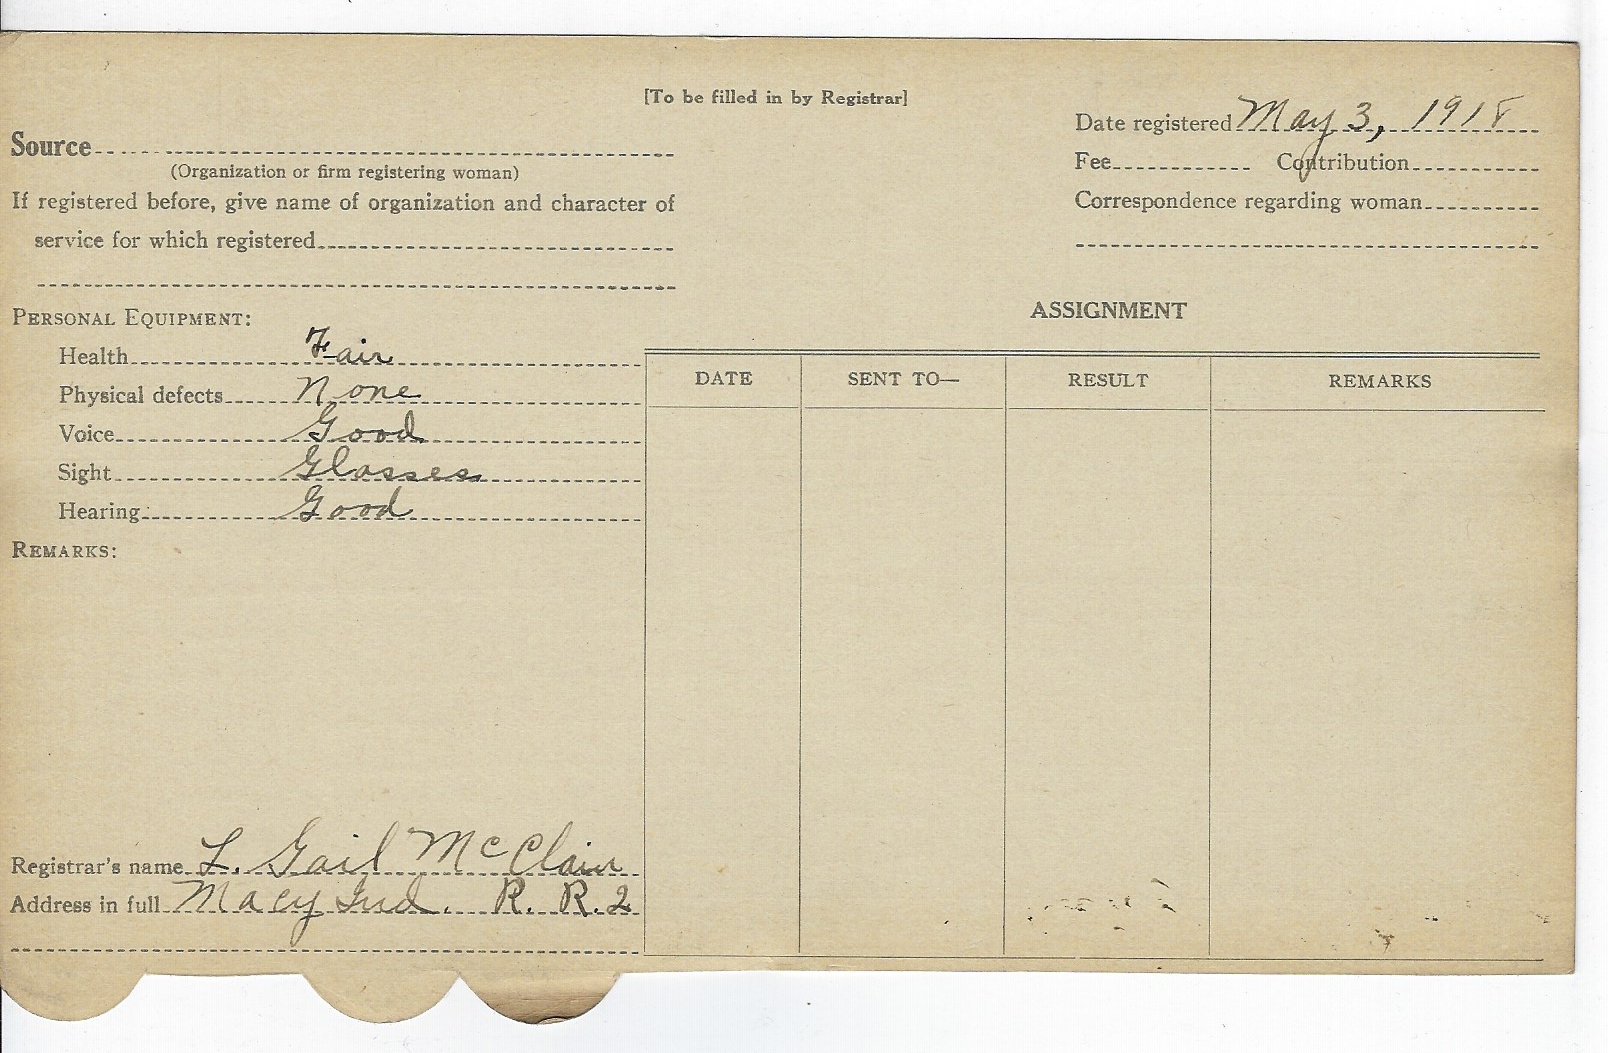 [To be filled in by Registrar]
Date registered May 3, 1918
Source
(Organization or firm registering woman)
Fee Contribution
If registered before, give name of organization and character of
Correspondence regarding woman
service for which registered
PERSONAL EQUIPMENT:
ASSIGNMENT
Health Fair
Physical defects None
Voice Good
Sight Glasses
Hearing Good
DATE SENT TO— RESULT REMARKS
REMARKS:
Registrar's name L. Gail McClain
Address in full Macy Ind. R. R. 2